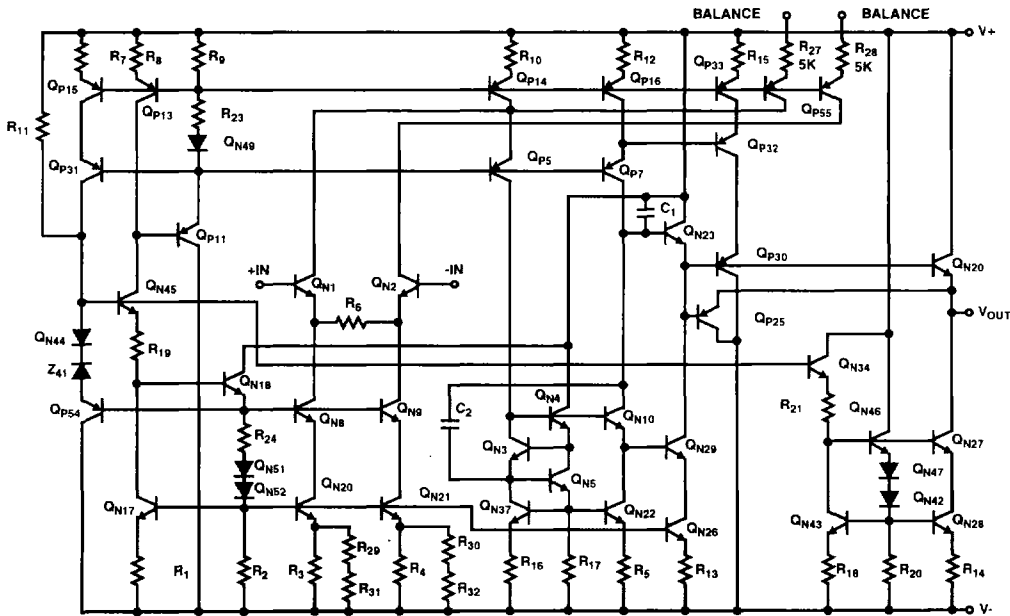 BALANCE BALANCE
V+
R7 R8 R9 R10 R12 R15 R27 5K R28 5K
QP15 QP13 QP14 QP16 QP33 QP55
R11 R23
QN49
QP31 QP5 QP7 QP32
C1
QP11 QN23
+IN QN1 QN2 -IN QP30 QN20
QN45 R6 QP25 VOUT
QN44 R19 QN18 QN34
Z41
QP54 QN8 QN9 C2 QN4 QN10 R21 QN46
R24 QN3 QN29 QN27
QN51 QN5 QN47
QN52 QN20 QN21 QN42
QN17 QN37 QN22 QN26 QN43 QN28
R29 R30
R1 R2 R3 R31 R4 R32 R16 R17 R5 R13 R18 R20 R14
V-